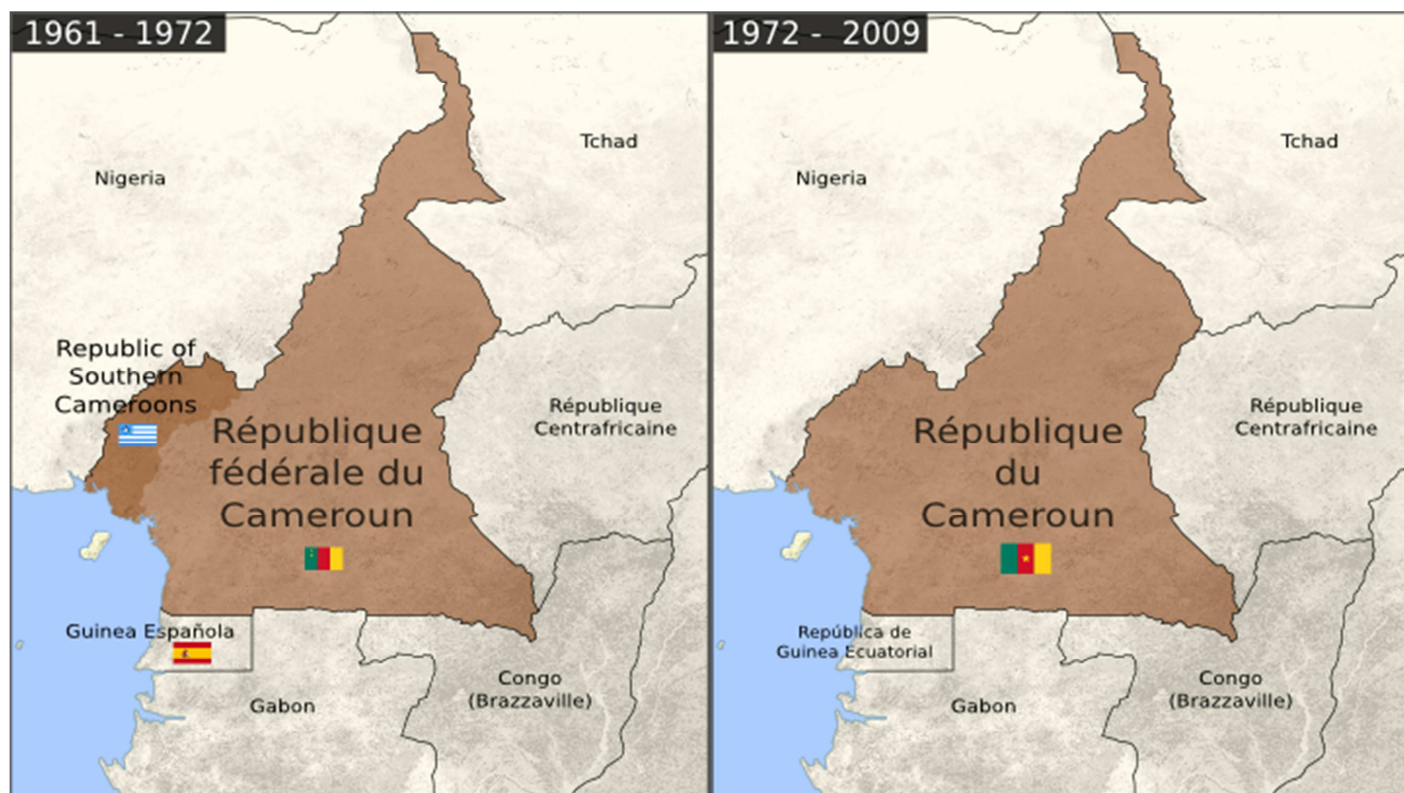 1961 - 1972
Tchad
Nigeria
Republic of
Southern
Cameroons
République
Centrafricaine
République
fédérale du
Cameroun
Guinea Española
Congo
(Brazzaville)
Gabon
1972 - 2009
Tchad
Nigeria
République
Centrafricaine
République
du
Cameroun
República de
Guinea Ecuatorial
Congo
(Brazzaville)
Gabon